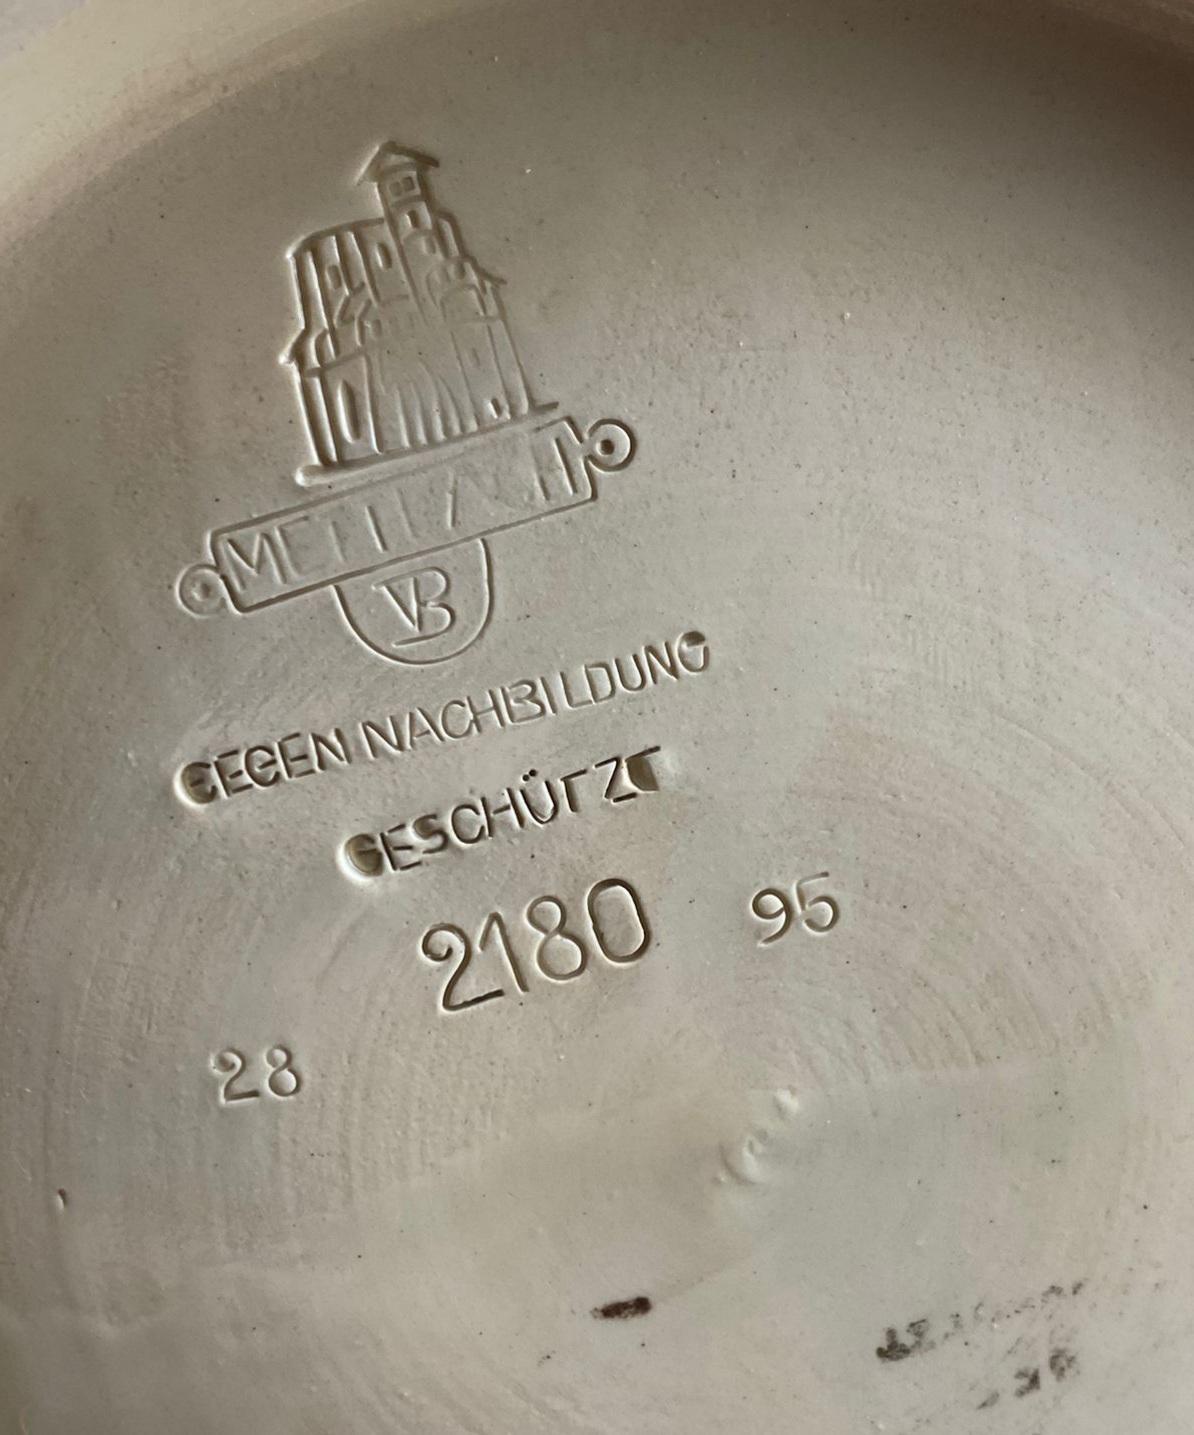 METTLACH
VB
GEGEN NACHBILDUNG
GESCHÜTZT
2180 95
28